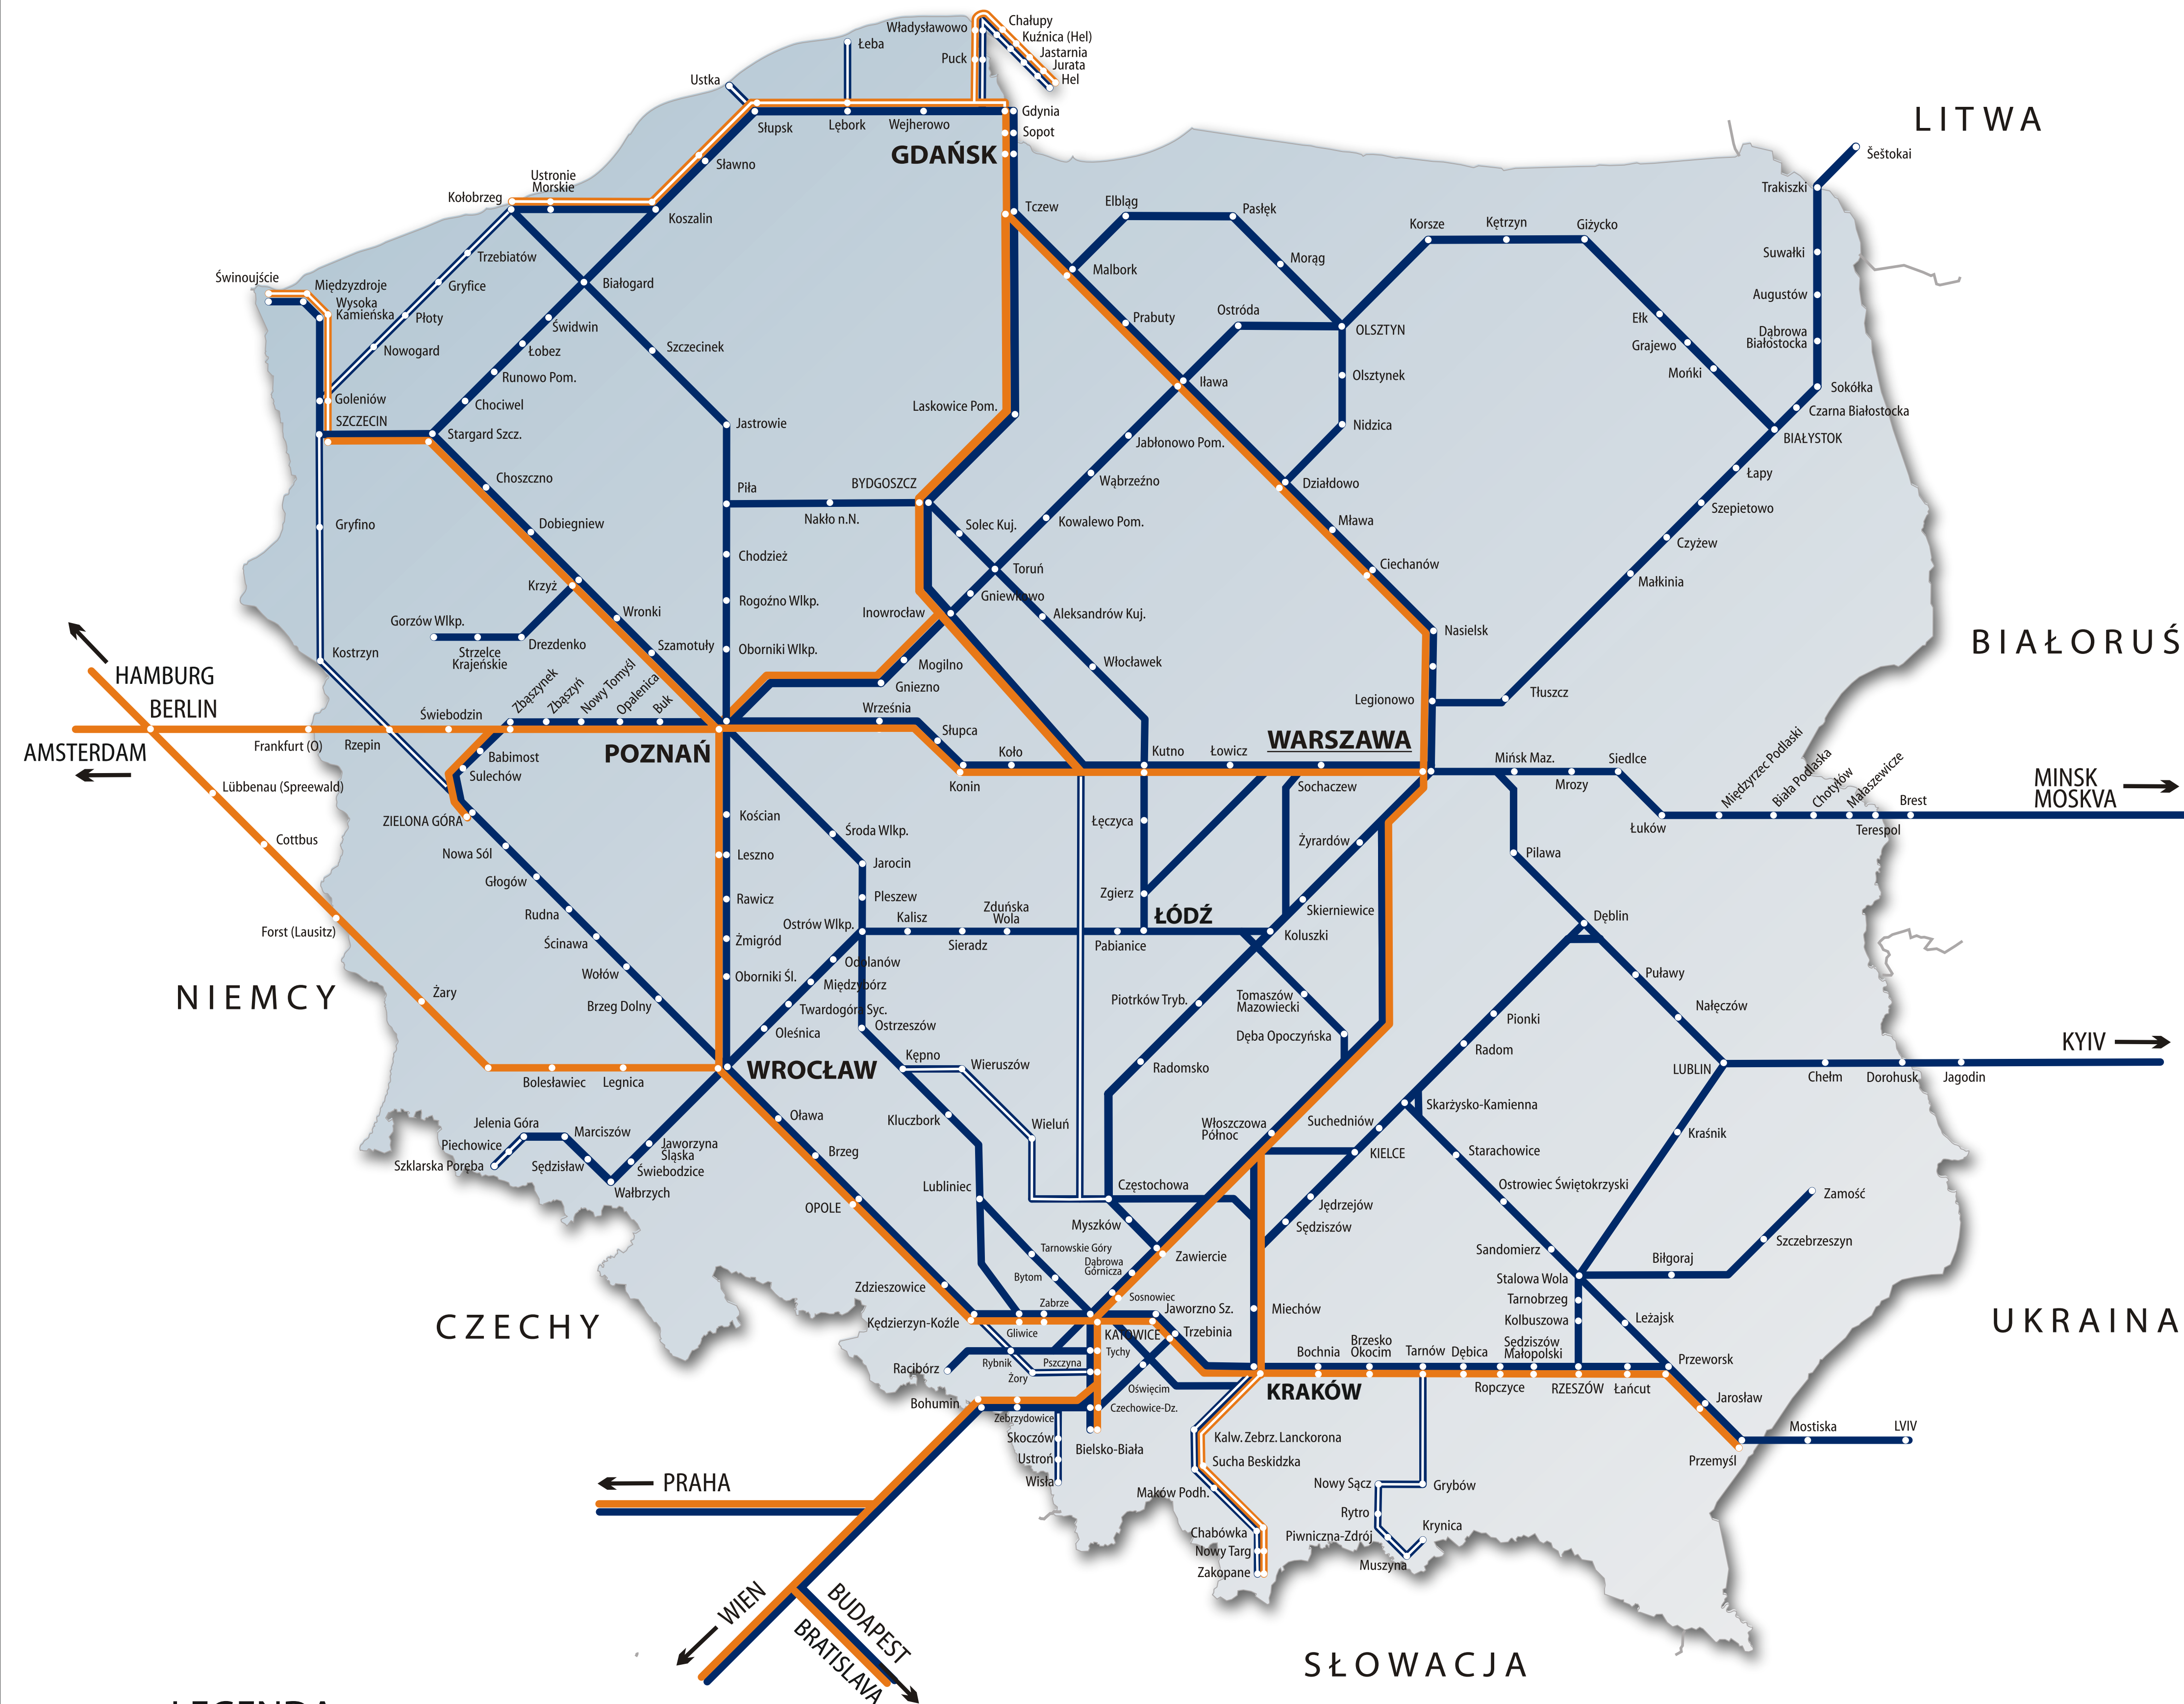 Władysławowo
Chałupy
Kuźnica (Hel)
Jastarnia
Jurata
Hel
Puck
Łeba
Ustka
Słupsk
Lębork
Wejherowo
Gdynia
Sopot
GDAŃSK
Sławno
Ustronie
Morskie
Kołobrzeg
Koszalin
Tczew
Elbląg
Pasłęk
Korsze
Kętrzyn
Giżycko
LITWA
Šeštokai
Trakiszki
Suwałki
Augustów
Dąbrowa
Białostocka
Sokółka
Czarna Białostocka
BIAŁYSTOK
Trzebiatów
Gryfice
Płoty
Nowogard
Białogard
Świnoujście
Międzyzdroje
Wysoka
Kamieńska
Goleniów
SZCZECIN
Świdwin
Łobez
Runowo Pom.
Chociwel
Stargard Szcz.
Szczecinek
Jastrowie
Malbork
Morąg
Prabuty
Ostróda
OLSZTYN
Olsztynek
Nidzica
Iława
Ełk
Grajewo
Mońki
Laskowice Pom.
Jabłonowo Pom.
Wąbrzeźno
Kowalewo Pom.
Działdowo
Mława
Ciechanów
Łapy
Szepietowo
Czyżew
Małkinia
Choszczno
Dobiegniew
Krzyż
Piła
BYDGOSZCZ
Nakło n.N.
Solec Kuj.
Toruń
Gniewkowo
Inowrocław
Aleksandrów Kuj.
Włocławek
Gryfino
Chodzież
Rogoźno Wlkp.
Oborniki Wlkp.
Wronki
Szamotuły
Gorzów Wlkp.
Strzelce
Krajeńskie
Drezdenko
Kostrzyn
Mogilno
Gniezno
Nasielsk
Legionowo
Tłuszcz
BIAŁORUŚ
HAMBURG
BERLIN
AMSTERDAM
Frankfurt (O)
Rzepin
Świebodzin
Zbąszynek
Zbąszyń
Nowy Tomyśl
Opalenica
Buk
Babimost
Sulechów
POZNAŃ
Września
Słupca
Konin
Koło
Kutno
Łowicz
Sochaczew
WARSZAWA
Mińsk Maz.
Mrozy
Siedlce
Łuków
Międzyrzec Podlaski
Biała Podlaska
Chotyłów
Małaszewicze
Terespol
Brest
MINSK
MOSKVA
Lübbenau (Spreewald)
Cottbus
Forst (Lausitz)
Żary
ZIELONA GÓRA
Nowa Sól
Głogów
Rudna
Ścinawa
Wołów
Brzeg Dolny
Kościan
Leszno
Rawicz
Żmigród
Oborniki Śl.
Środa Wlkp.
Jarocin
Pleszew
Ostrów Wlkp.
Kalisz
Sieradz
Zduńska
Wola
Pabianice
Łęczyca
Zgierz
ŁÓDŹ
Żyrardów
Skierniewice
Koluszki
Pilawa
Dęblin
Puławy
Nałęczów
LUBLIN
Chełm
Dorohusk
Jagodin
KYIV
NIEMCY
Odolanów
Międzybórz
Twardogóra Syc.
Oleśnica
Ostrzeszów
Kępno
Wieruszów
Kluczbork
Wieluń
Piotrków Tryb.
Tomaszów
Mazowiecki
Dęba Opoczyńska
Radomsko
Pionki
Radom
Skarżysko-Kamienna
Suchedniów
Włoszczowa
Północ
KIELCE
Starachowice
Ostrowiec Świętokrzyski
Kraśnik
Bolesławiec
Legnica
WROCŁAW
Jelenia Góra
Piechowice
Szklarska Poręba
Marciszów
Sędzisław
Jaworzyna
Śląska
Świebodzice
Wałbrzych
Oława
Brzeg
OPOLE
Zdzieszowice
Kędzierzyn-Koźle
Lubliniec
Częstochowa
Myszków
Zawiercie
Tarnowskie Góry
Bytom
Dąbrowa
Górnicza
Sosnowiec
Zabrze
Gliwice
KATOWICE
Jaworzno Sz.
Trzebinia
Jędrzejów
Sędziszów
Miechów
Sandomierz
Stalowa Wola
Tarnobrzeg
Kolbuszowa
Biłgoraj
Szczebrzeszyn
Zamość
Leżajsk
UKRAINA
CZECHY
Racibórz
Rybnik
Żory
Pszczyna
Tychy
Oświęcim
Czechowice-Dz.
Bielsko-Biała
Bohumin
Zebrzydowice
Skoczów
Ustroń
Wisła
KRAKÓW
Bochnia
Brzesko
Okocim
Tarnów
Dębica
Ropczyce
Sędziszów
Małopolski
RZESZÓW
Łańcut
Przeworsk
Jarosław
Przemyśl
Mostiska
LVIV
Kalw. Zebrz. Lanckorona
Sucha Beskidzka
Maków Podh.
Chabówka
Nowy Targ
Zakopane
Nowy Sącz
Grybów
Rytro
Piwniczna-Zdrój
Muszyna
Krynica
PRAHA
WIEN
BUDAPEST
BRATISLAVA
SŁOWACJA
LEGENDA